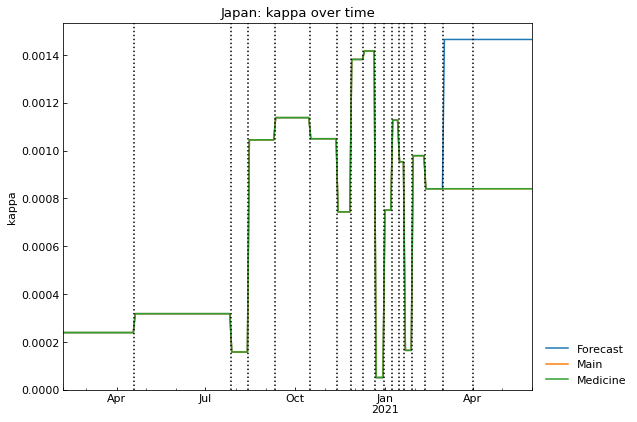 Japan: kappa over time
kappa
0.0014
0.0012
0.0010
0.0008
0.0006
0.0004
0.0002
0.0000
Apr Jul Oct Jan Apr
2021
Forecast
Main
Medicine